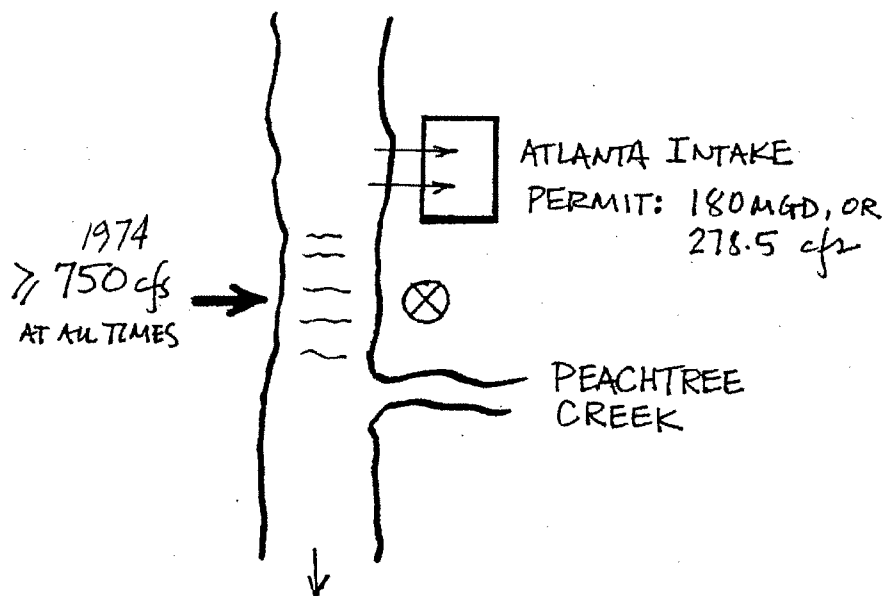 ATLANTA INTAKE
PERMIT: 180 MGD, OR
278.5 cfs
1974
≥ 750 cfs
AT ALL TIMES
PEACHTREE
CREEK